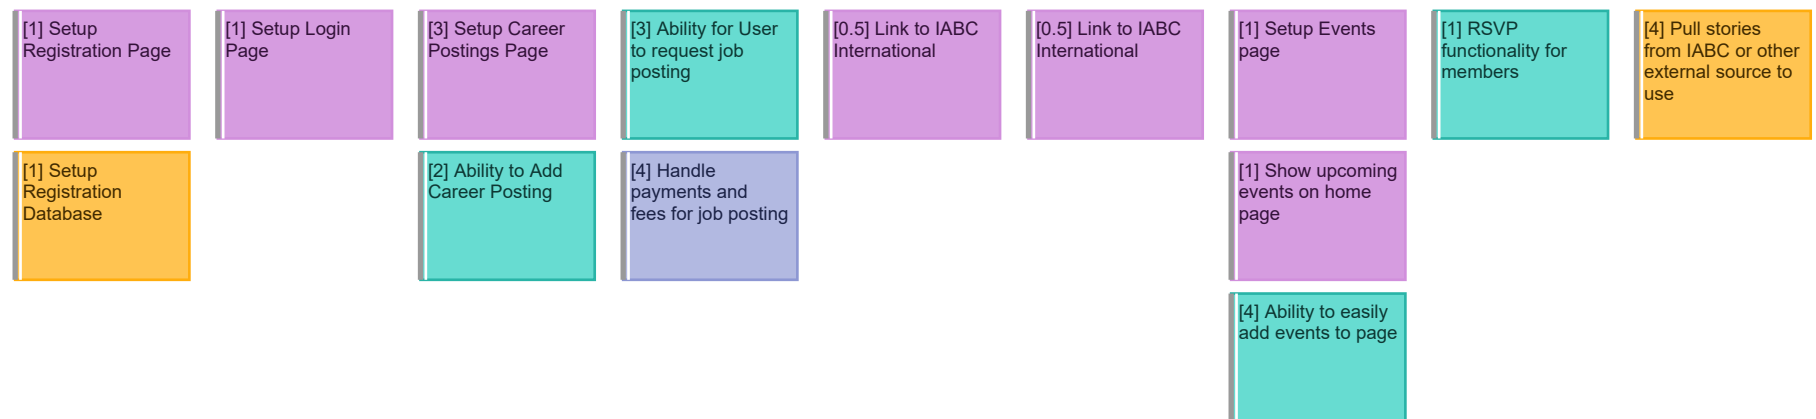 [1] Setup
Registration Page
[1] Setup Login
Page
[3] Setup Career
Postings Page
[3] Ability for User
to request job
posting
[0.5] Link to IABC
International
[0.5] Link to IABC
International
[1] Setup Events
page
[1] RSVP
functionality for
members
[4] Pull stories
from IABC or other
external source to
use
[1] Setup
Registration
Database
[2] Ability to Add
Career Posting
[4] Handle
payments and
fees for job posting
[1] Show upcoming
events on home
page
[4] Ability to easily
add events to page